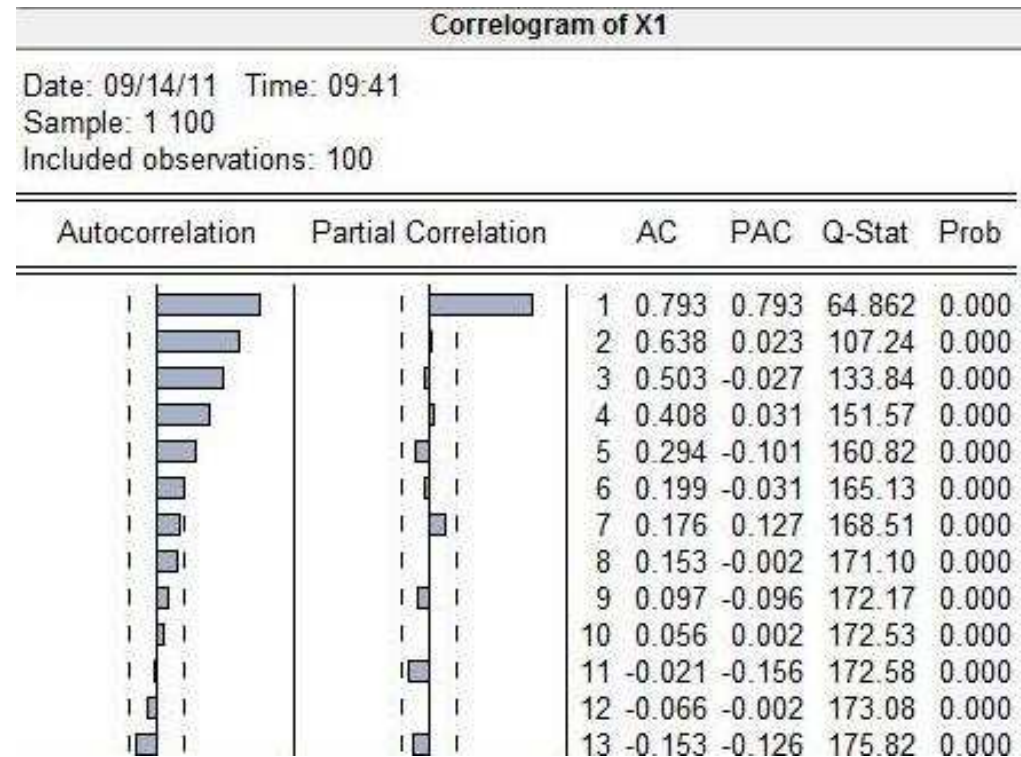 Correlogram of X1
Date: 09/14/11 Time: 09:41
Sample: 1 100
Included observations: 100
Autocorrelation Partial Correlation AC PAC Q-Stat Prob
1 0.793 0.793 64.862 0.000
2 0.638 0.023 107.24 0.000
3 0.503 -0.027 133.84 0.000
4 0.408 0.031 151.57 0.000
5 0.294 -0.101 160.82 0.000
6 0.199 -0.031 165.13 0.000
7 0.176 0.127 168.51 0.000
8 0.153 -0.002 171.10 0.000
9 0.097 -0.096 172.17 0.000
10 0.056 0.002 172.53 0.000
11 -0.021 -0.156 172.58 0.000
12 -0.066 -0.002 173.08 0.000
13 -0.153 -0.126 175.82 0.000